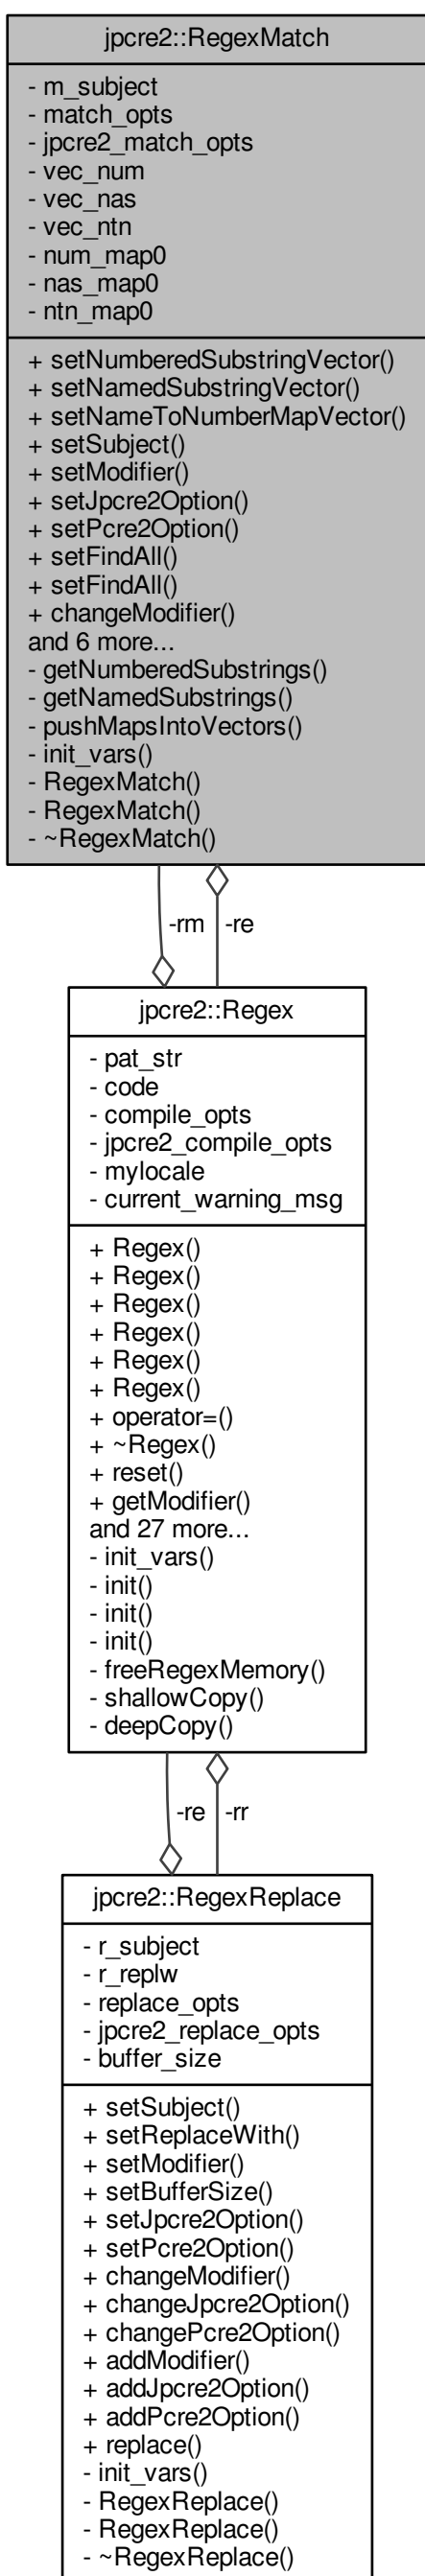 jpcre2::RegexMatch
- m_subject
- match_opts
- jpcre2_match_opts
- vec_num
- vec_nas
- vec_ntn
- num_map0
- nas_map0
- ntn_map0
+ setNumberedSubstringVector()
+ setNamedSubstringVector()
+ setNameToNumberMapVector()
+ setSubject()
+ setModifier()
+ setJpcre2Option()
+ setPcre2Option()
+ setFindAll()
+ setFindAll()
+ changeModifier()
and 6 more...
- getNumberedSubstrings()
- getNamedSubstrings()
- pushMapsIntoVectors()
- init_vars()
- RegexMatch()
- RegexMatch()
- ~RegexMatch()
-rm -re
jpcre2::Regex
- pat_str
- code
- compile_opts
- jpcre2_compile_opts
- mylocale
- current_warning_msg
+ Regex()
+ Regex()
+ Regex()
+ Regex()
+ Regex()
+ Regex()
+ operator=()
+ ~Regex()
+ reset()
+ getModifier()
and 27 more...
- init_vars()
- init()
- init()
- init()
- freeRegexMemory()
- shallowCopy()
- deepCopy()
-re -rr
jpcre2::RegexReplace
- r_subject
- r_replw
- replace_opts
- jpcre2_replace_opts
- buffer_size
+ setSubject()
+ setReplaceWith()
+ setModifier()
+ setBufferSize()
+ setJpcre2Option()
+ setPcre2Option()
+ changeModifier()
+ changeJpcre2Option()
+ changePcre2Option()
+ addModifier()
+ addJpcre2Option()
+ addPcre2Option()
+ replace()
- init_vars()
- RegexReplace()
- RegexReplace()
- ~RegexReplace()